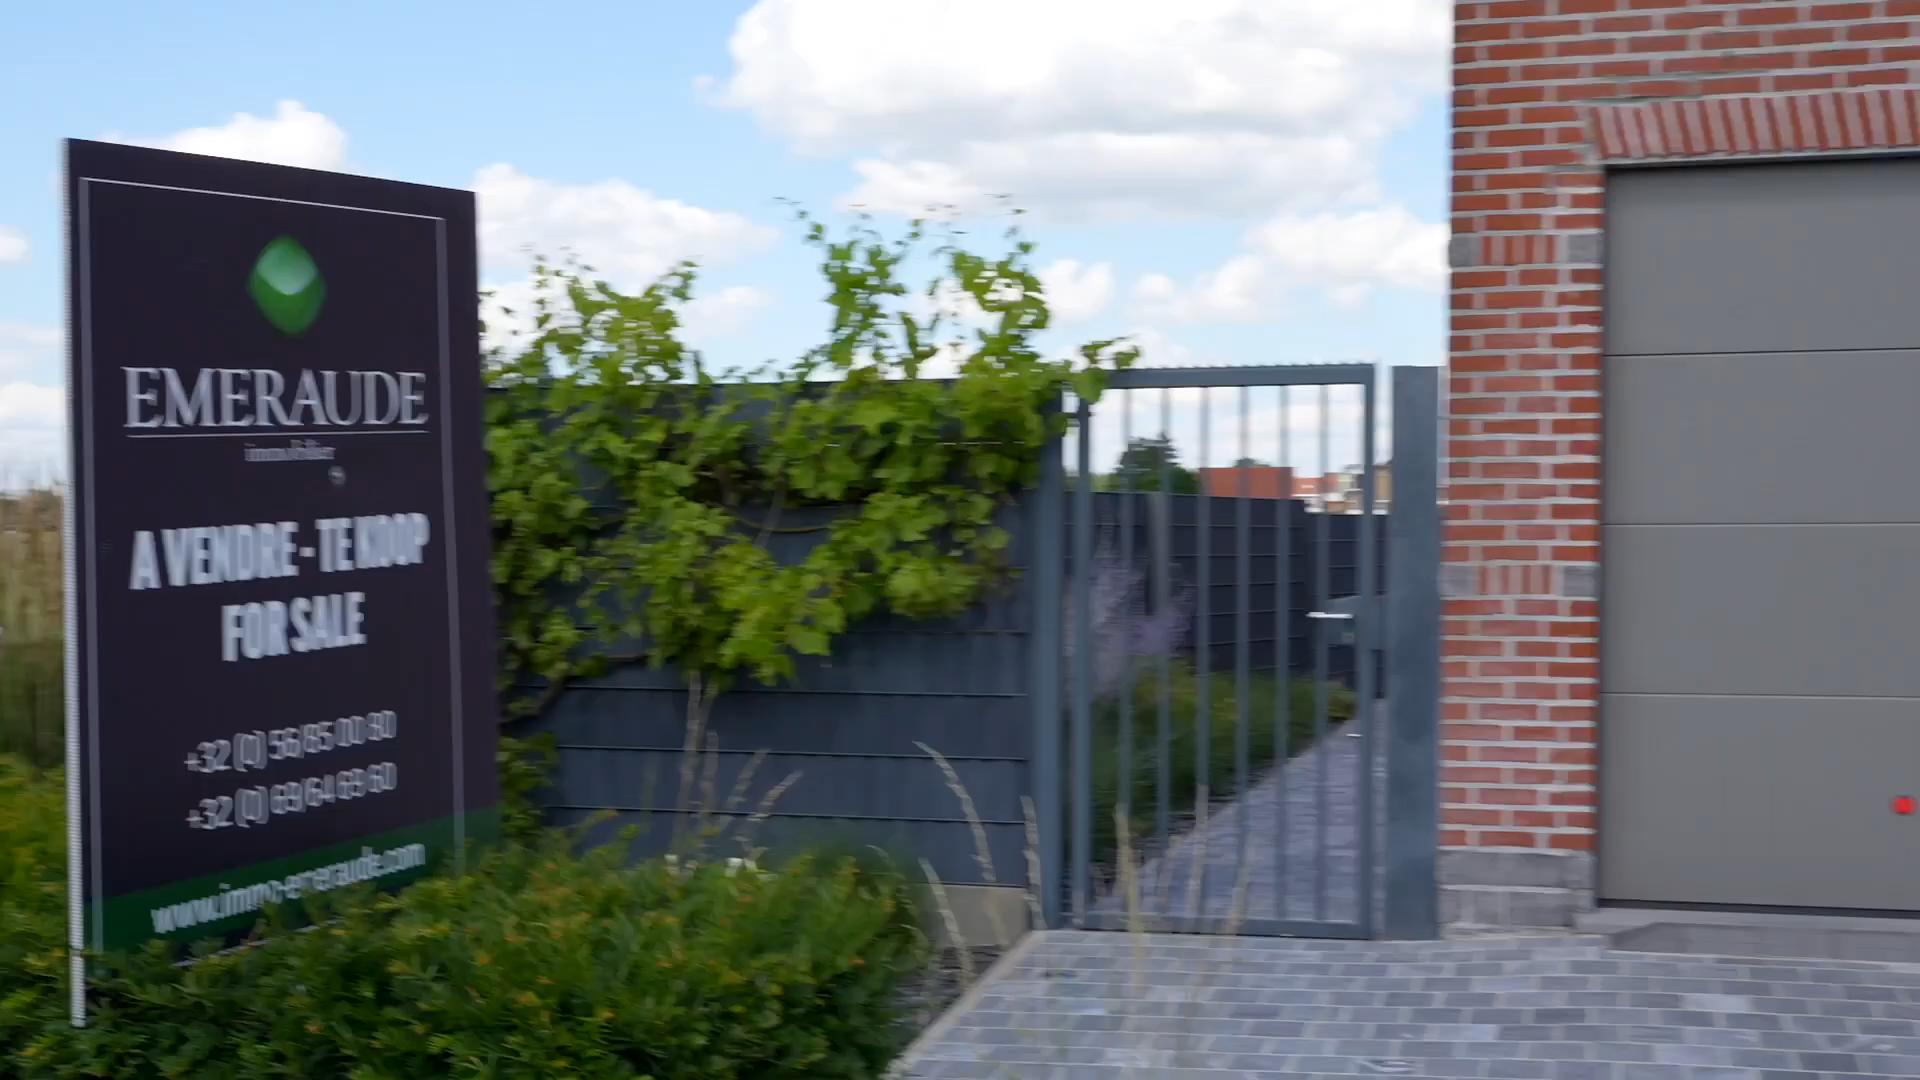 EMERAUDE
immobilier
A VENDRE - TE KOOP
FOR SALE
+32 (0) 56/85 00 90
+32 (0) 69/64 69 60
www.immo-emeraude.com